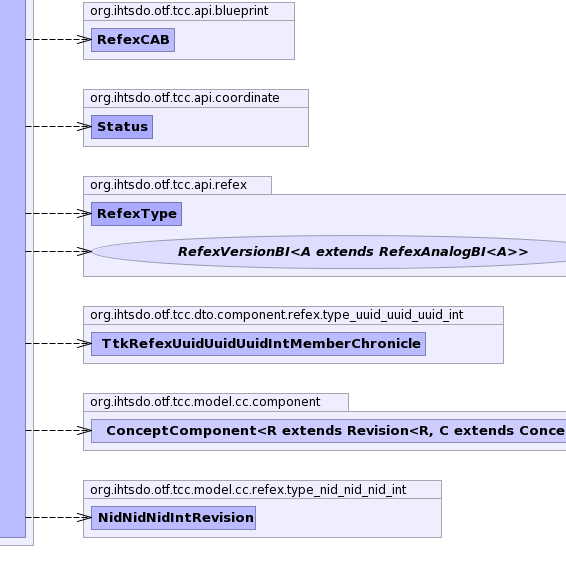 org.ihtsdo.otf.tcc.api.blueprint
RefexCAB
org.ihtsdo.otf.tcc.api.coordinate
Status
org.ihtsdo.otf.tcc.api.refex
RefexType
RefexVersionBI<A extends RefexAnalogBI<A>>
org.ihtsdo.otf.tcc.dto.component.refex.type_uuid_uuid_uuid_int
TtkRefexUuidUuidUuidIntMemberChronicle
org.ihtsdo.otf.tcc.model.cc.component
ConceptComponent<R extends Revision<R, C extends Conce
org.ihtsdo.otf.tcc.model.cc.refex.type_nid_nid_nid_int
NidNidNidIntRevision